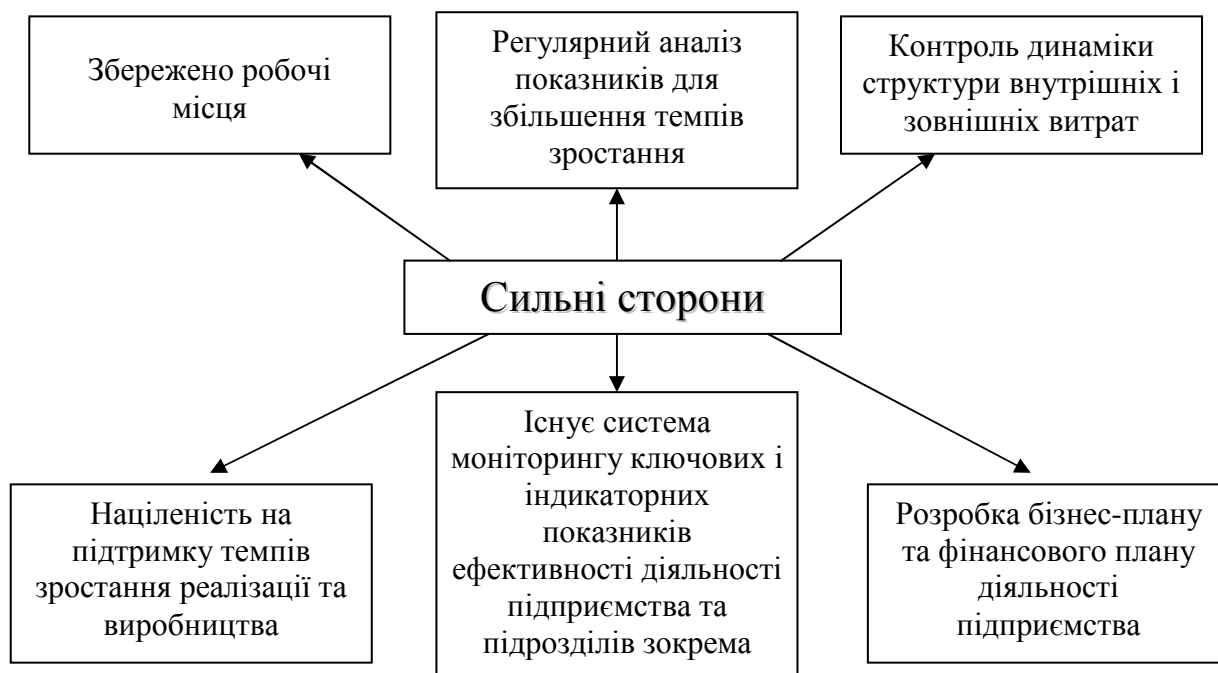 Збережено робочі
місця
Регулярний аналіз
показників для
збільшення темпів
зростання
Контроль динаміки
структури внутрішніх і
зовнішніх витрат
Сильні сторони
Націленість на
підтримку темпів
зростання реалізації та
виробництва
Існує система
моніторингу ключових і
індикаторних
показників
ефективності діяльності
підприємства та
підрозділів зокрема
Розробка бізнес-плану
та фінансового плану
діяльності
підприємства